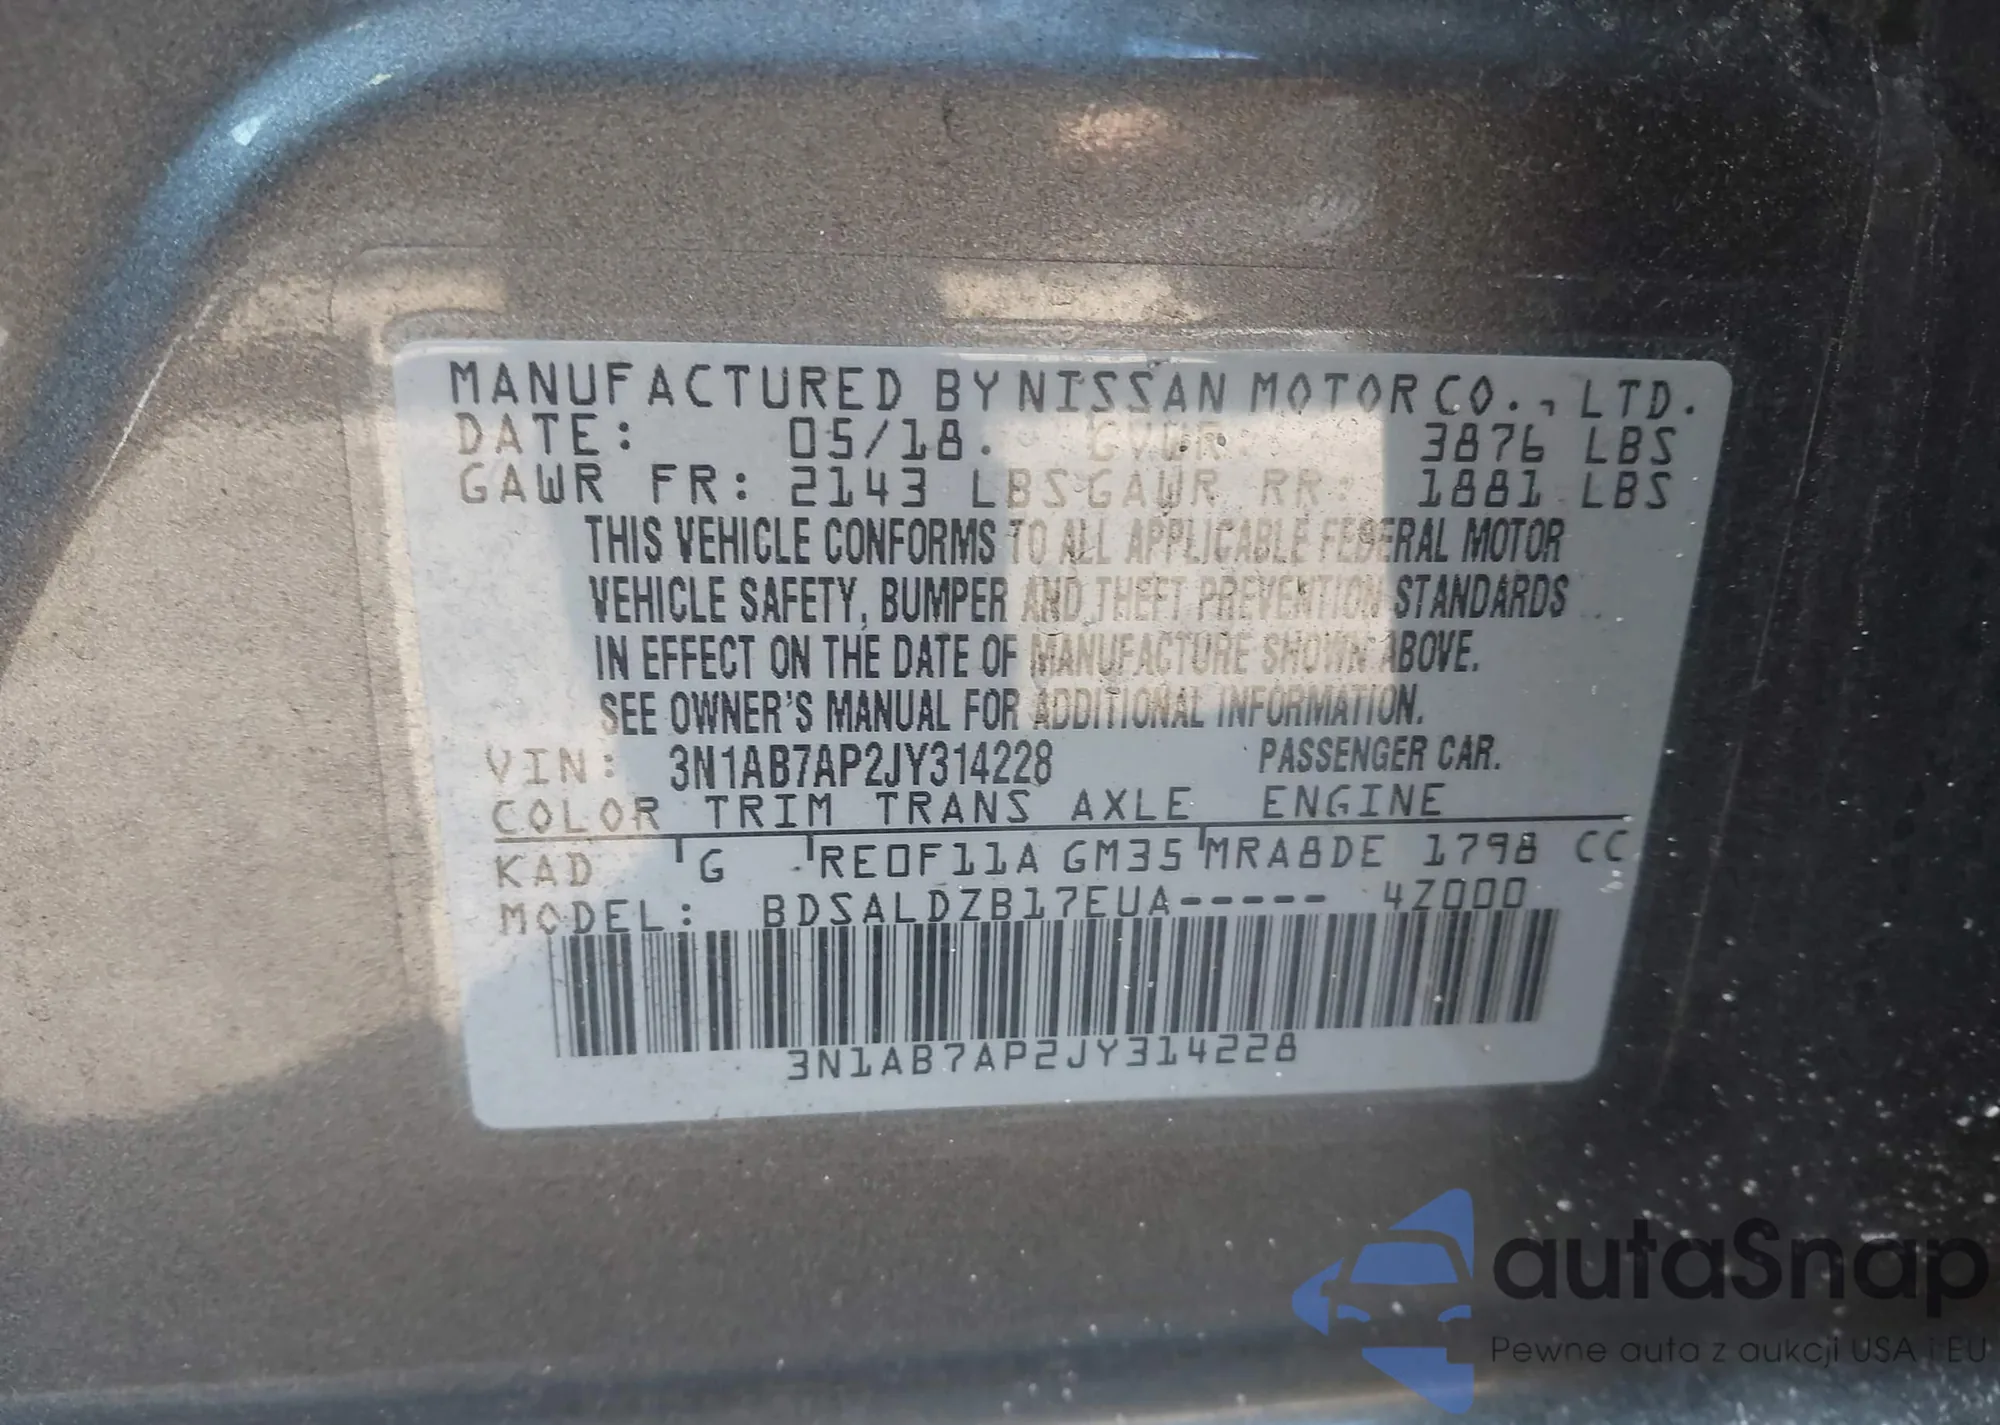 MANUFACTURED BY NISSAN MOTOR CO., LTD.
DATE: 05/18. GVWR: 3876 LBS
GAWR FR: 2143 LBS GAWR RR: 1881 LBS
THIS VEHICLE CONFORMS TO ALL APPLICABLE FEDERAL MOTOR
VEHICLE SAFETY, BUMPER AND THEFT PREVENTION STANDARDS
IN EFFECT ON THE DATE OF MANUFACTURE SHOWN ABOVE.
SEE OWNER'S MANUAL FOR ADDITIONAL INFORMATION.
VIN: 3N1AB7AP2JY314228 PASSENGER CAR.
COLOR TRIM TRANS AXLE ENGINE
KAD G RE0F11A GM35 MRA8DE 1798 CC
MODEL: BDSALDZB17EUA----- 4Z000
3N1AB7AP2JY314228
autaSnap
Pewne auta z aukcji USA i EU